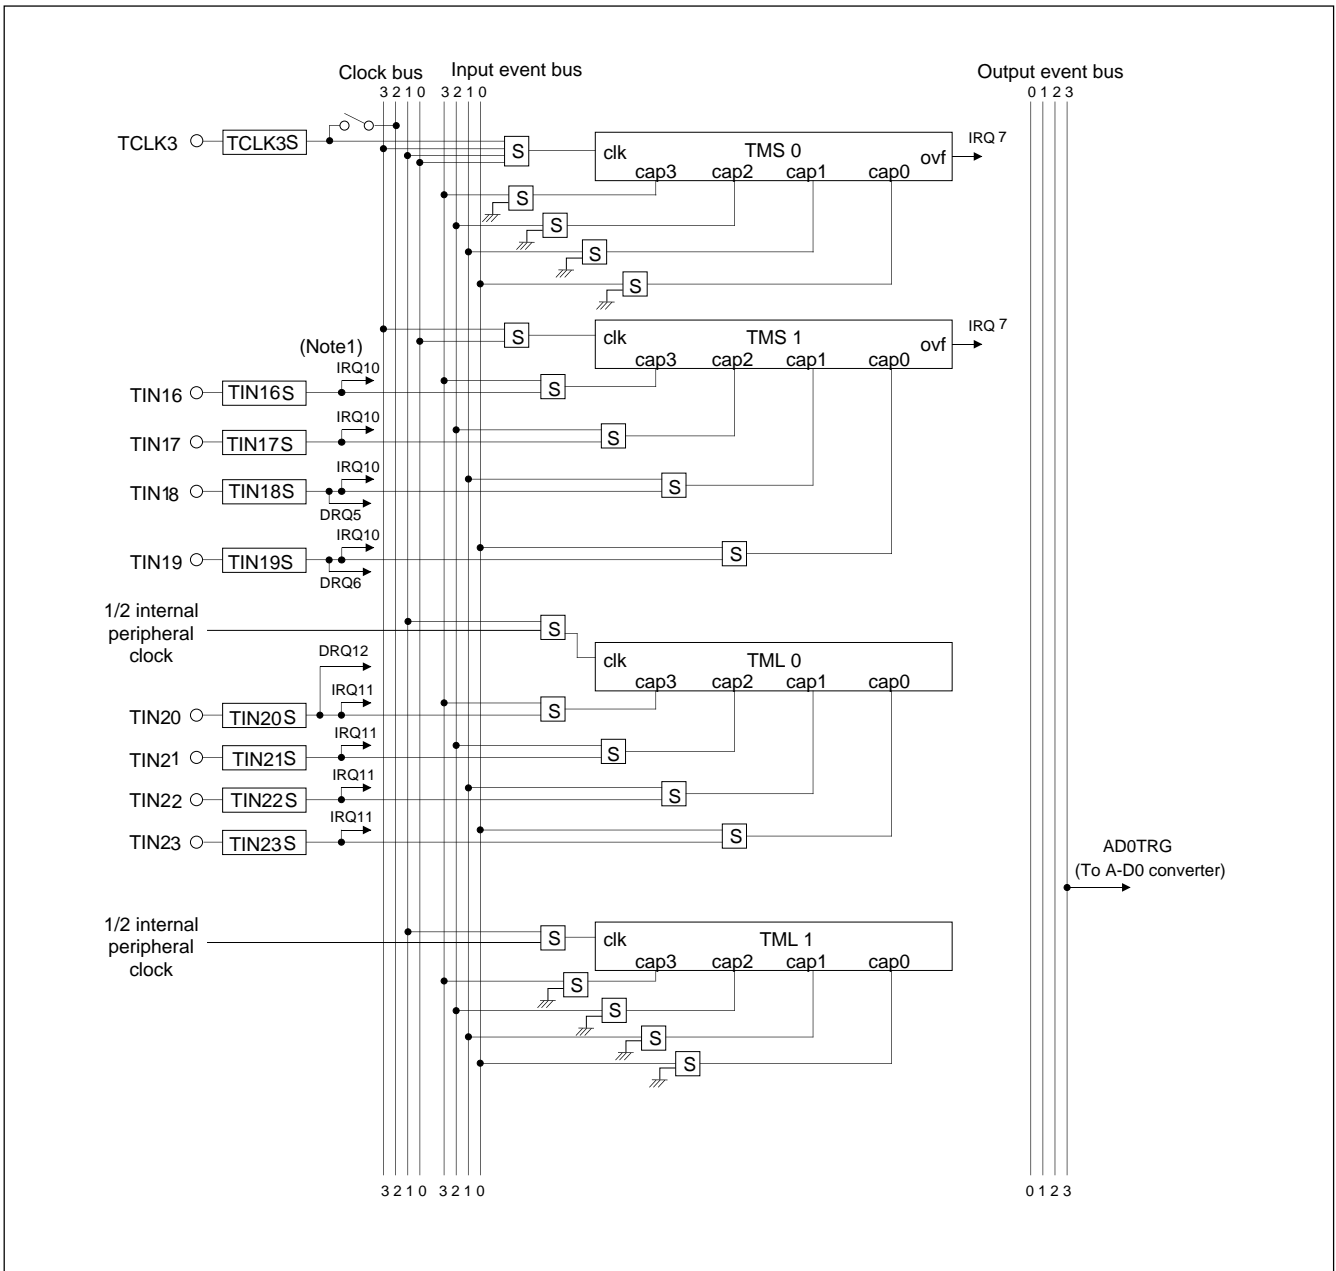 Clock bus
Input event bus
Output event bus
3 2 1 0
3 2 1 0
0 1 2 3
TCLK3
TCLK3S
S
clk
TMS 0
ovf
IRQ 7
cap3
cap2
cap1
cap0
S
S
S
S
S
clk
TMS 1
ovf
IRQ 7
cap3
cap2
cap1
cap0
(Note1)
IRQ10
TIN16
TIN16S
S
IRQ10
TIN17
TIN17S
S
IRQ10
TIN18
TIN18S
S
DRQ5
IRQ10
TIN19
TIN19S
S
DRQ6
1/2 internal
peripheral
clock
S
clk
TML 0
cap3
cap2
cap1
cap0
DRQ12
IRQ11
TIN20
TIN20S
S
IRQ11
TIN21
TIN21S
S
IRQ11
TIN22
TIN22S
S
IRQ11
TIN23
TIN23S
S
AD0TRG
(To A-D0 converter)
1/2 internal
peripheral
clock
S
clk
TML 1
cap3
cap2
cap1
cap0
S
S
S
S
3 2 1 0
3 2 1 0
0 1 2 3